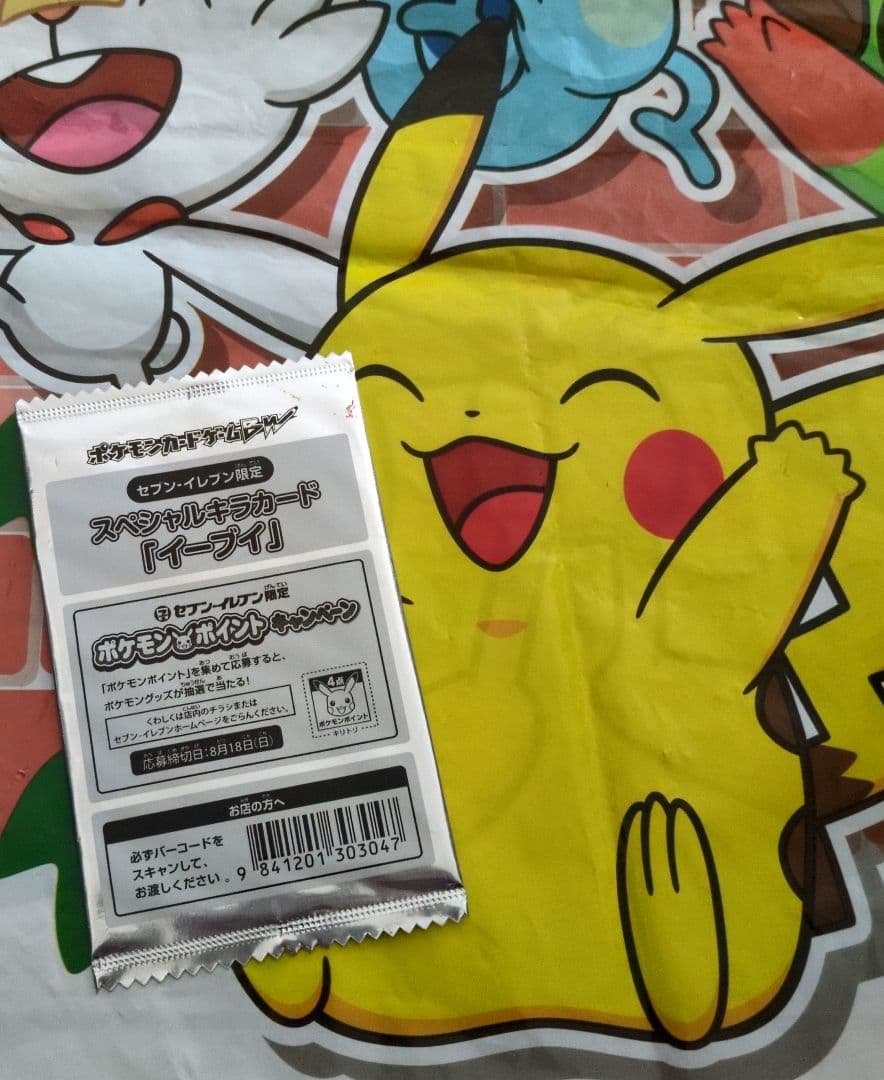 ポケモンカードゲームBW
セブン-イレブン限定
スペシャルキラカード
「イーブイ」
セブン-イレブン限定
ポケモンポイントキャンペーン
「ポケモンポイント」を集めて応募すると、
ポケモングッズが抽選で当たる!
くわしくは店内のチラシまたは
セブン-イレブンホームページをごらんください。
応募締切日:8月18日(日)
4点
ポケモンポイント
キリトリ
お店の方へ
必ずバーコードを
スキャンして、
お渡しください。
9 841201 303047